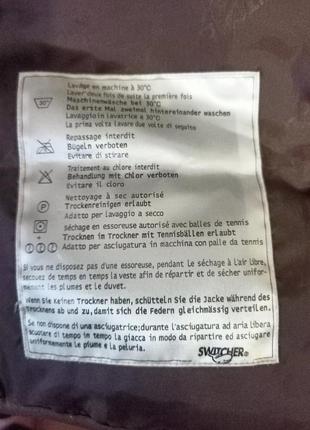 Lavage en machine à 30°C
Laver deux fois de suite la première fois
Maschinenwäsche bei 30°C
Das erste Mal zweimal hintereinander waschen
Lavaggio in lavatrice a 30°C
La prima volta lavare due volte di seguito
30°
Repassage interdit
Bügeln verboten
Evitare di stirare
Traitement au chlore interdit
Behandlung mit chlor verboten
Evitare il cloro
Nettoyage à sec autorisé
Trockenreinigen erlaubt
Adatto per lavaggio a secco
séchage en essoreuse autorisé avec balles de tennis
Trocknen in Trockner mit Tennisbällen erlaubt
Adatto per asciugatura in macchina con palle da tennis
Si vous ne disposez pas d'une essoreuse, pendant le séchage à l'air libre,
secouez de temps en temps la veste afin de répartir et de sécher unifor-
mément les plumes et le duvet.
Wenn Sie keinen Trockner haben, schütteln Sie die Jacke während des
Trocknens ab und zu, damit sich die Federn gleichmässig verteilen.
Se non dispone di una asciugatrice; durante l'asciugatura ad aria libera
scuotere di tempo in tempo la giacca in modo da ripartire ed asciugare
uniformemente le piume e la peluria.
SWITCHER®